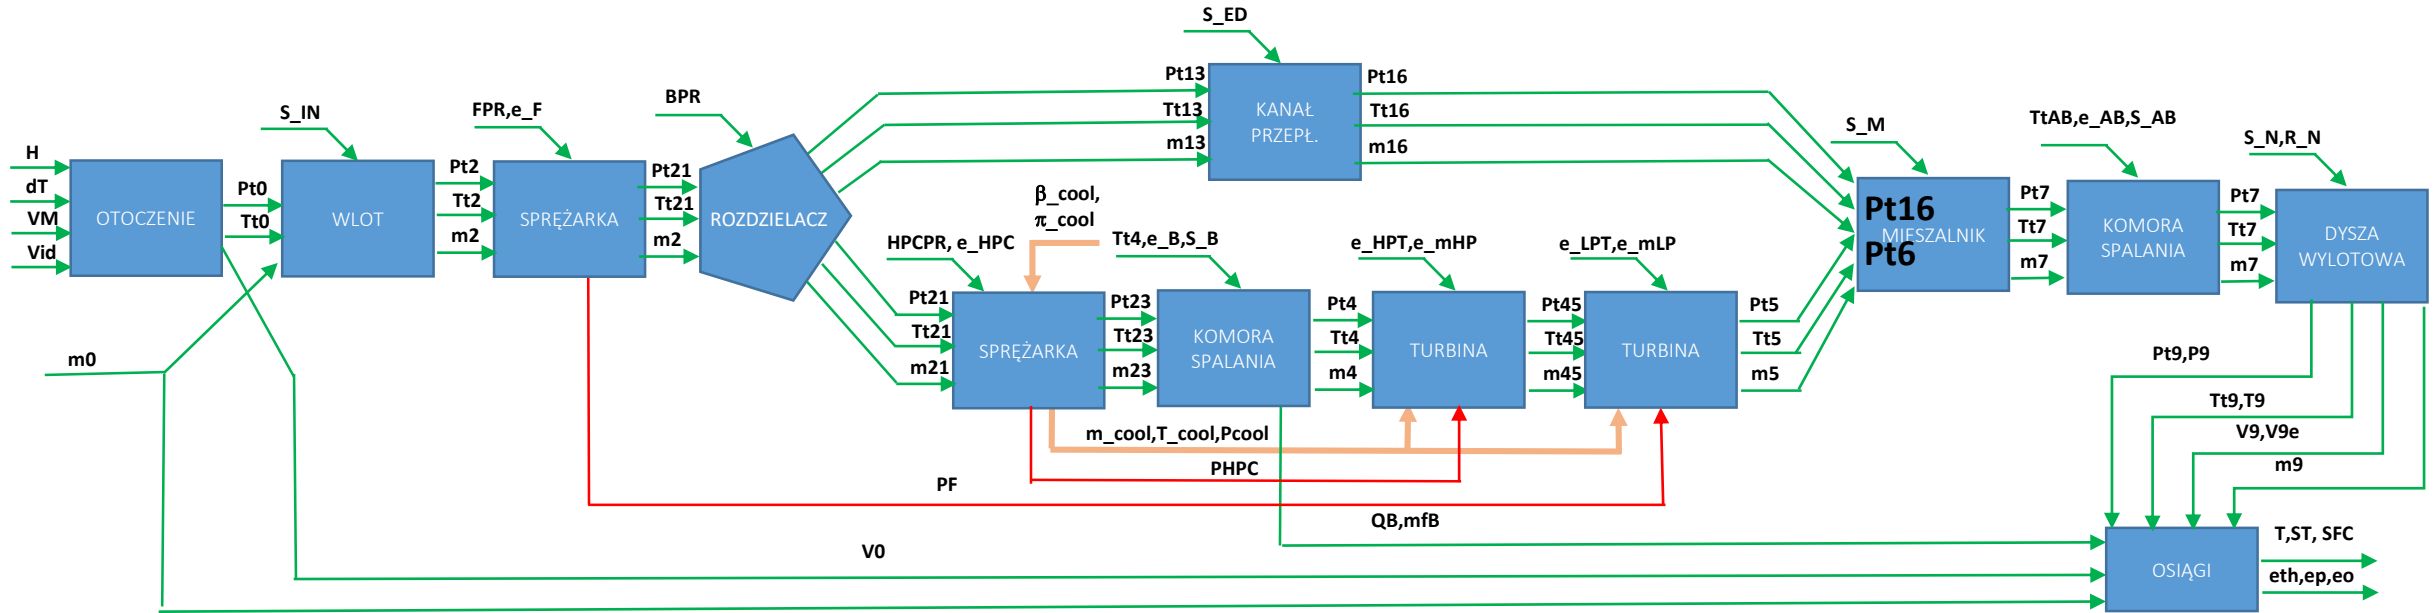 S_ED
Pt13
Tt13
m13
KANAŁ
PRZEPŁ.
Pt16
Tt16
m16
S_IN
FPR,e_F
BPR
S_M
TtAB,e_AB,S_AB
S_N,R_N
H
dT
VM
Vid
OTOCZENIE
Pt0
Tt0
WLOT
Pt2
Tt2
m2
SPRĘŻARKA
Pt21
Tt21
m2
ROZDZIELACZ
β_cool,
π_cool
HPCPR, e_HPC
Tt4,e_B,S_B
e_HPT,e_mHP
e_LPT,e_mLP
Pt16
MIESZALNIK
Pt6
Pt7
Tt7
m7
KOMORA
SPALANIA
Pt7
Tt7
m7
DYSZA
WYLOTOWA
Pt21
Tt21
m21
SPRĘŻARKA
Pt23
Tt23
m23
KOMORA
SPALANIA
Pt4
Tt4
m4
TURBINA
Pt45
Tt45
m45
TURBINA
Pt5
Tt5
m5
m0
m_cool,T_cool,Pcool
PHPC
PF
QB,mfB
V0
Pt9,P9
Tt9,T9
V9,V9e
m9
OSIĄGI
T,ST, SFC
eth,ep,eo